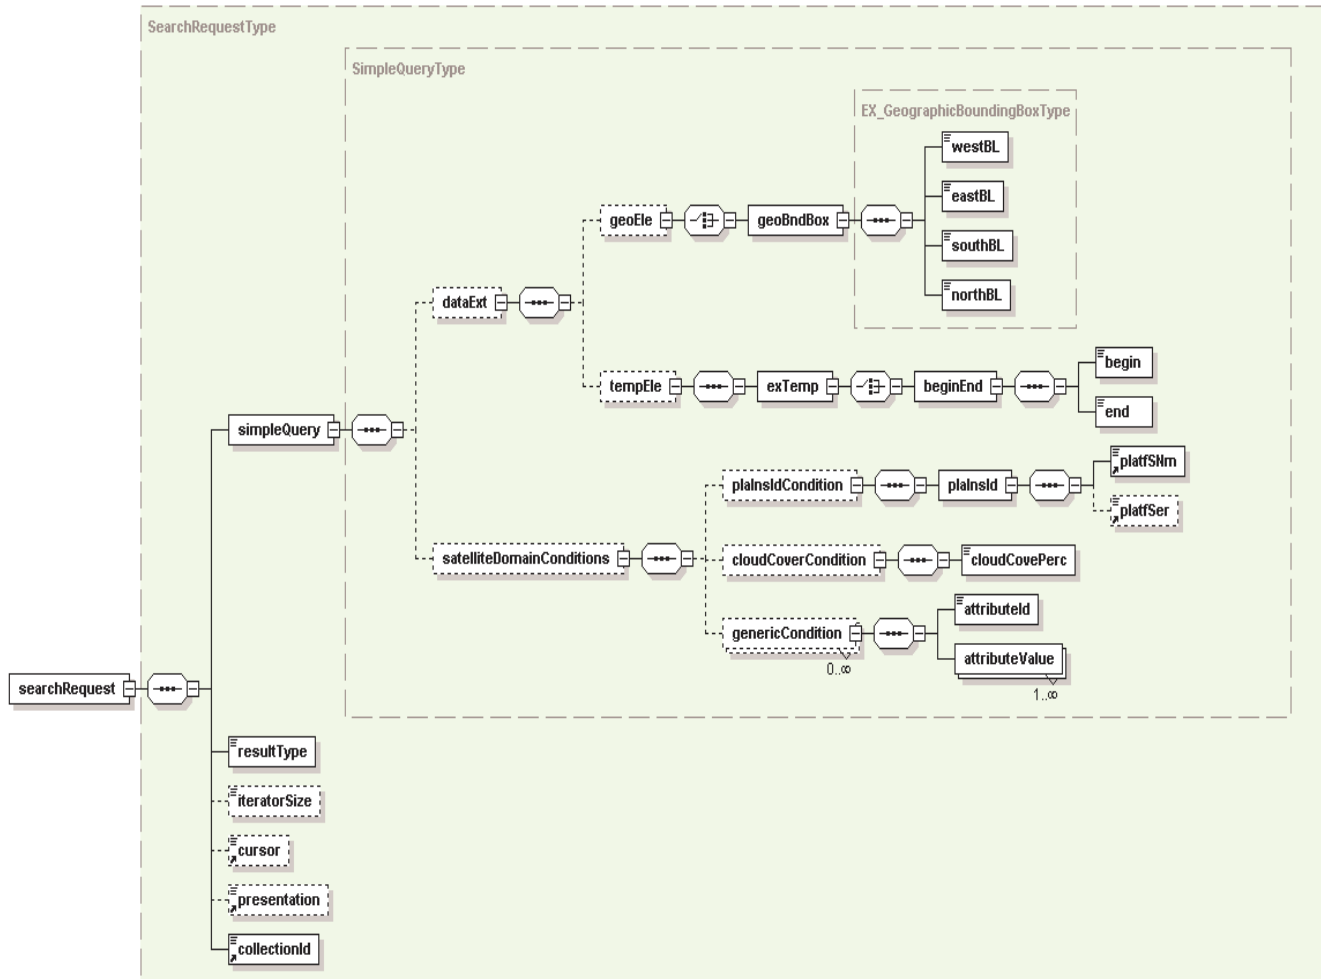 SearchRequestType
SimpleQueryType
EX_GeographicBoundingBoxType
westBL
eastBL
geoEle
geoBndBox
southBL
northBL
dataExt
begin
tempEle
exTemp
beginEnd
end
simpleQuery
platfSNm
plaInsIdCondition
plaInsId
platfSer
satelliteDomainConditions
cloudCoverCondition
cloudCovePerc
attributeId
genericCondition
0..∞
attributeValue
1..∞
searchRequest
resultType
iteratorSize
cursor
presentation
collectionId